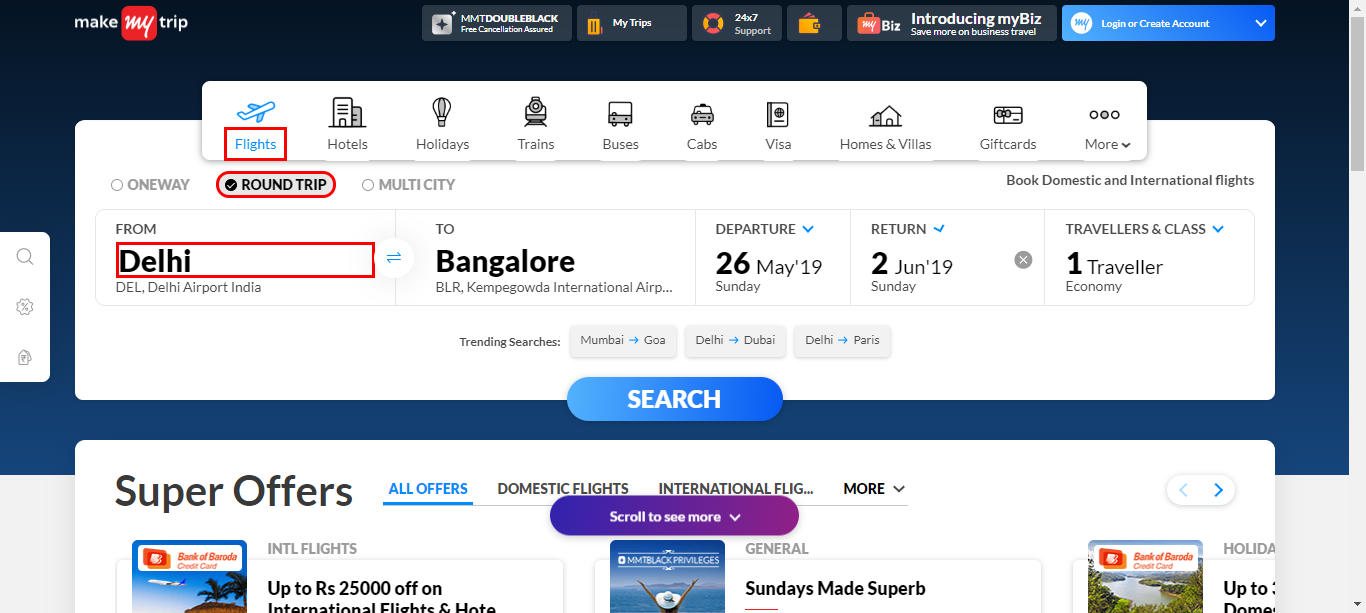 make my trip
MMTDOUBLEBLACK
Free Cancellation Assured
My Trips
24x7
Support
my Biz
Introducing myBiz
Save more on business travel
my
Login or Create Account
Flights
Hotels
Holidays
Trains
Buses
Cabs
Visa
Homes & Villas
Giftcards
More
ONEWAY
ROUND TRIP
MULTI CITY
Book Domestic and International flights
FROM
Delhi
DEL, Delhi Airport India
TO
Bangalore
BLR, Kempegowda International Airp...
DEPARTURE
26 May'19
Sunday
RETURN
2 Jun'19
Sunday
TRAVELLERS & CLASS
1 Traveller
Economy
Trending Searches:
Mumbai → Goa
Delhi → Dubai
Delhi → Paris
SEARCH
Super Offers
ALL OFFERS
DOMESTIC FLIGHTS
INTERNATIONAL FLIG...
MORE
Scroll to see more
Bank of Baroda
Credit Card
INTL FLIGHTS
Up to Rs 25000 off on
International Flights & Hote
MMTBLACK PRIVILEGES
GENERAL
Sundays Made Superb
Bank of Baroda
Credit Card
HOLIDA
Up to
Dome